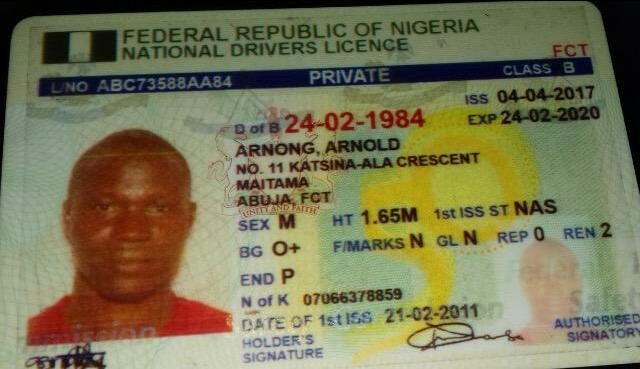 FEDERAL REPUBLIC OF NIGERIA
NATIONAL DRIVERS LICENCE
FCT
L/NO ABC73588AA84 PRIVATE CLASS B
ISS 04-04-2017
D of B 24-02-1984 EXP 24-02-2020
ARNONG, ARNOLD
NO. 11 KATSINA-ALA CRESCENT
MAITAMA
ABUJA, FCT
UNITY AND FAITH
SEX M HT 1.65M 1st ISS ST NAS
BG O+ F/MARKS N GL N REP 0 REN 2
END P
N of K 07066378859
DATE OF 1st ISS 21-02-2011
HOLDER'S
SIGNATURE
AUTHORISED
SIGNATORY